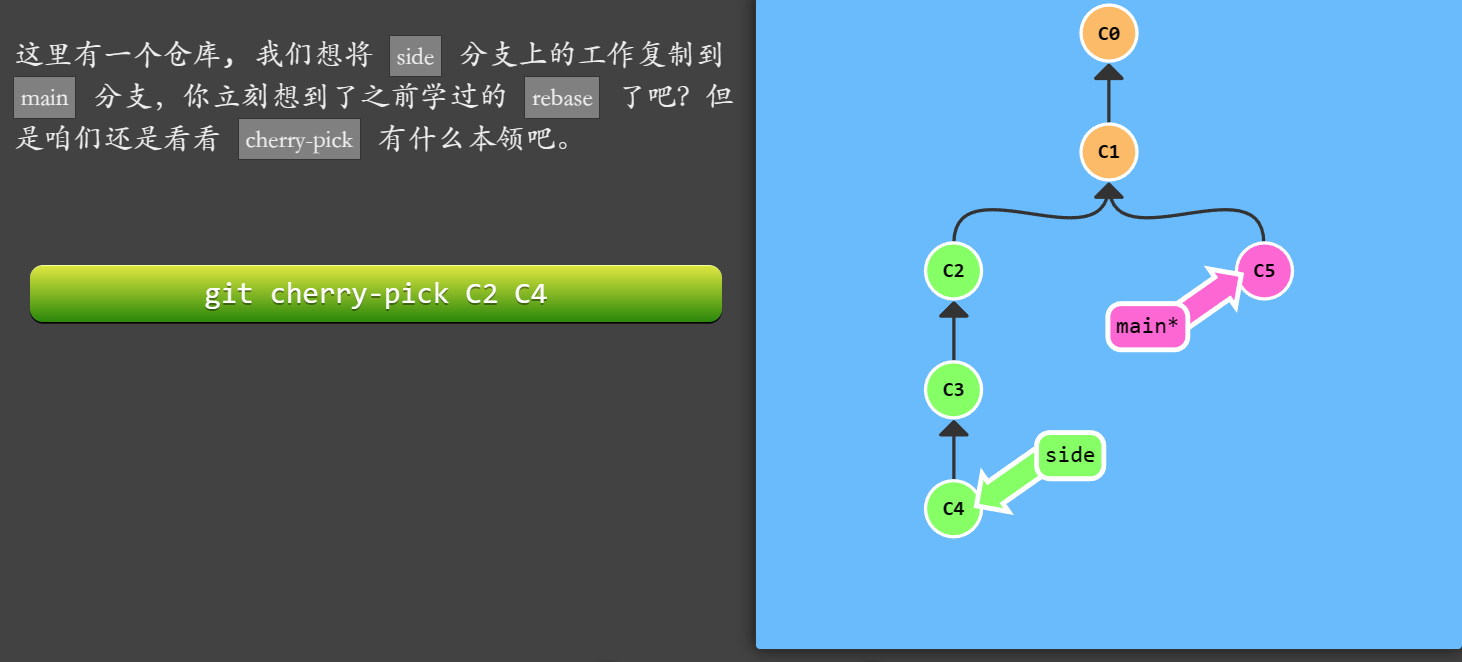 这里有一个仓库, 我们想将 side 分支上的工作复制到
main 分支，你立刻想到了之前学过的 rebase 了吧？但
是咱们还是看看 cherry-pick 有什么本领吧。
git cherry-pick C2 C4
C0
C1
C2
C5
main*
C3
side
C4